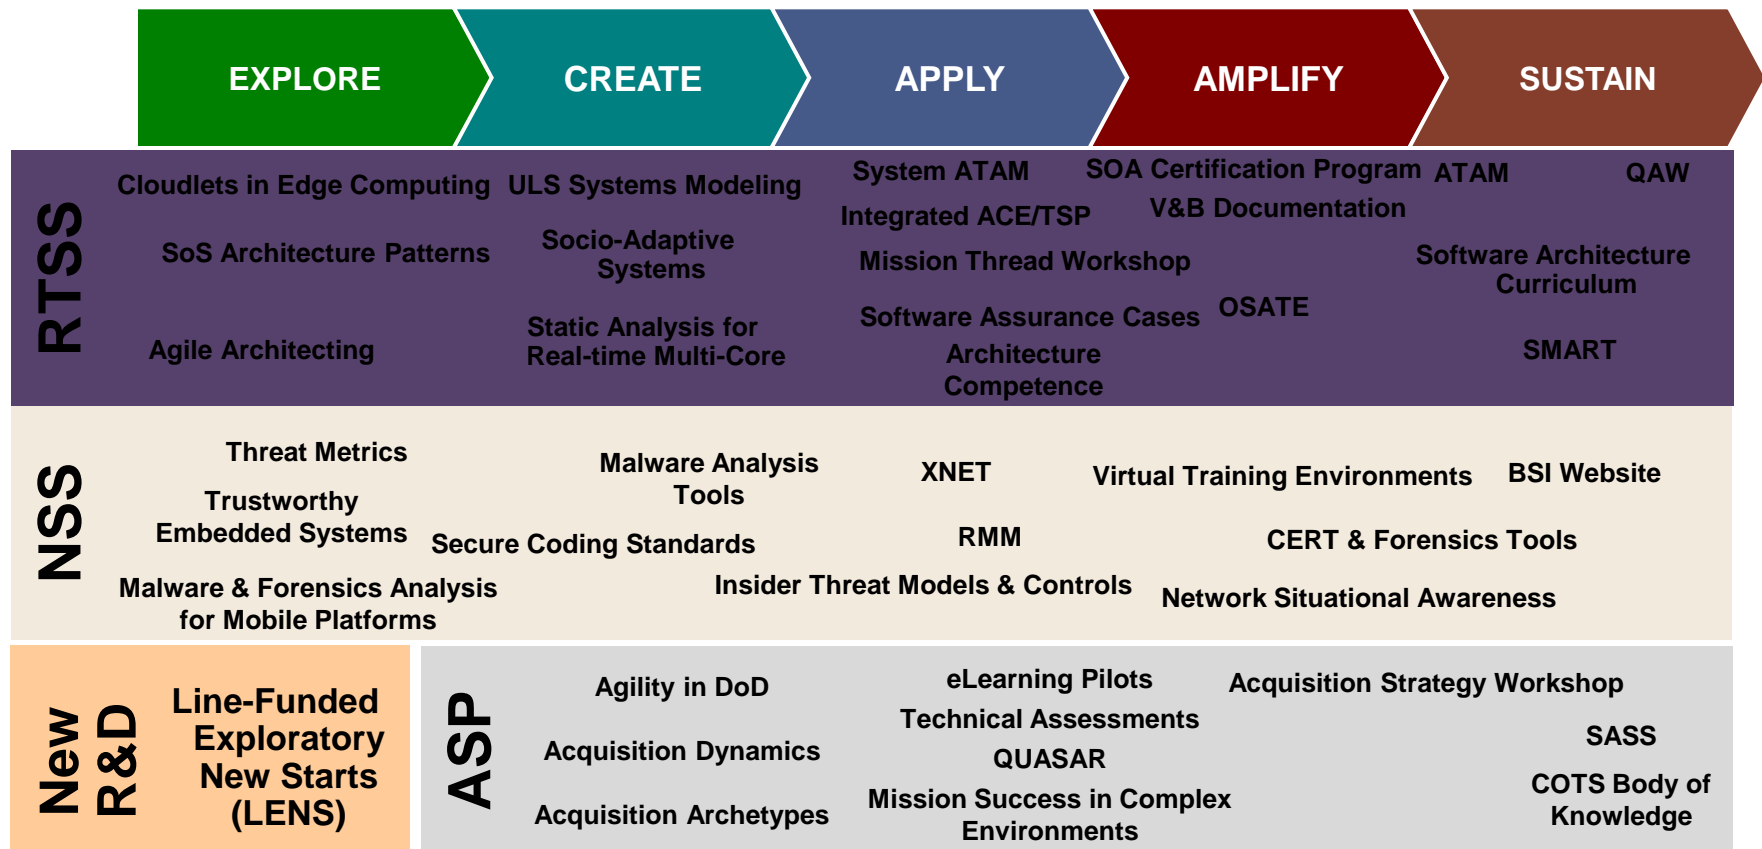 EXPLORE
CREATE
APPLY
AMPLIFY
SUSTAIN
RTSS
Cloudlets in Edge Computing
SoS Architecture Patterns
Agile Architecting
ULS Systems Modeling
Socio-Adaptive
Systems
Static Analysis for
Real-time Multi-Core
System ATAM
Integrated ACE/TSP
Mission Thread Workshop
Software Assurance Cases
Architecture
Competence
SOA Certification Program
V&B Documentation
OSATE
ATAM
QAW
Software Architecture
Curriculum
SMART
NSS
Threat Metrics
Trustworthy
Embedded Systems
Malware & Forensics Analysis
for Mobile Platforms
Malware Analysis
Tools
Secure Coding Standards
XNET
RMM
Insider Threat Models & Controls
Virtual Training Environments
BSI Website
CERT & Forensics Tools
Network Situational Awareness
New
R&D
Line-Funded
Exploratory
New Starts
(LENS)
ASP
Agility in DoD
Acquisition Dynamics
Acquisition Archetypes
eLearning Pilots
Technical Assessments
QUASAR
Mission Success in Complex
Environments
Acquisition Strategy Workshop
SASS
COTS Body of
Knowledge